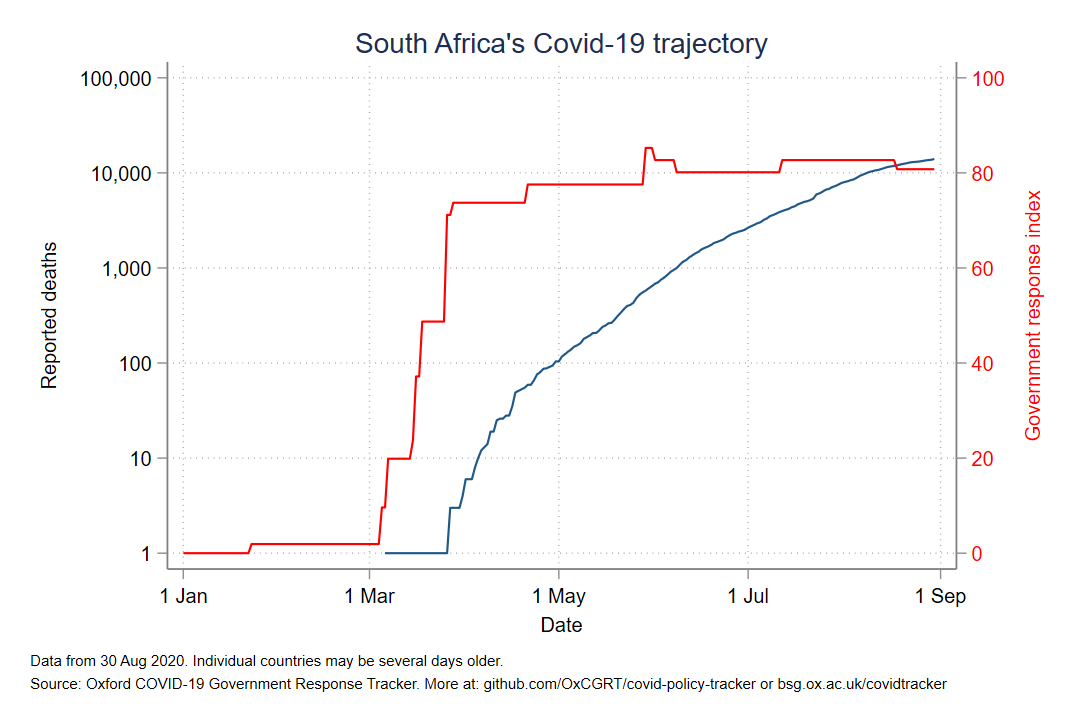 South Africa's Covid-19 trajectory
100,000
10,000
1,000
100
10
1
Reported deaths
100
80
60
40
20
0
Government response index
1 Jan
1 Mar
1 May
1 Jul
1 Sep
Date
Data from 30 Aug 2020. Individual countries may be several days older.
Source: Oxford COVID-19 Government Response Tracker. More at: github.com/OxCGRT/covid-policy-tracker or bsg.ox.ac.uk/covidtracker